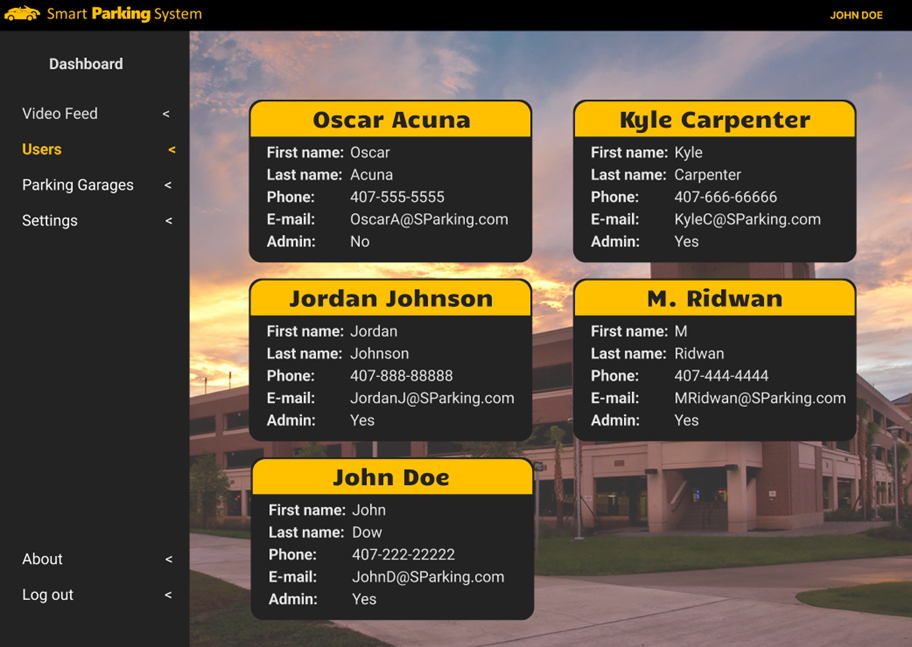 Smart Parking System
JOHN DOE
Dashboard
Video Feed <
Users <
Parking Garages <
Settings <
About <
Log out <
Oscar Acuna
First name: Oscar
Last name: Acuna
Phone: 407-555-5555
E-mail: OscarA@SParking.com
Admin: No
Kyle Carpenter
First name: Kyle
Last name: Carpenter
Phone: 407-666-66666
E-mail: KyleC@SParking.com
Admin: Yes
Jordan Johnson
First name: Jordan
Last name: Johnson
Phone: 407-888-88888
E-mail: JordanJ@SParking.com
Admin: Yes
M. Ridwan
First name: M
Last name: Ridwan
Phone: 407-444-4444
E-mail: MRidwan@SParking.com
Admin: Yes
John Doe
First name: John
Last name: Dow
Phone: 407-222-22222
E-mail: JohnD@SParking.com
Admin: Yes